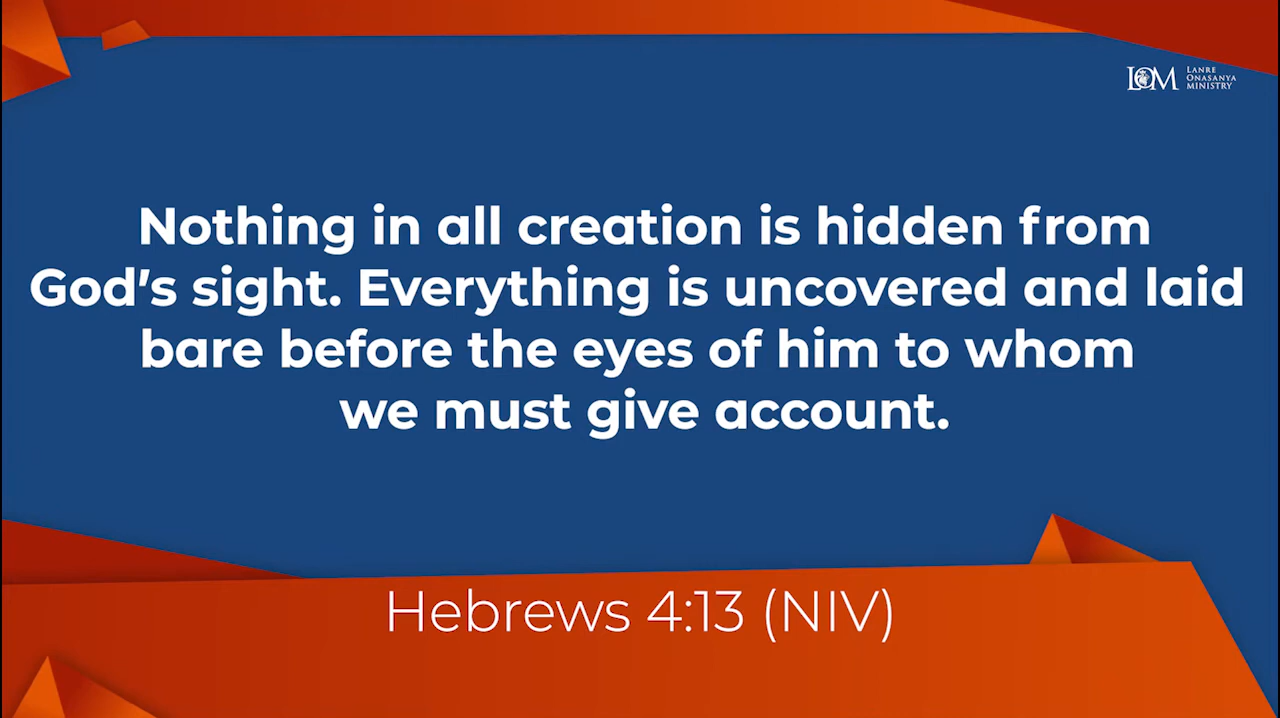 LOM
LANRE
ONASANYA
MINISTRY
Nothing in all creation is hidden from
God's sight. Everything is uncovered and laid
bare before the eyes of him to whom
we must give account.
Hebrews 4:13 (NIV)